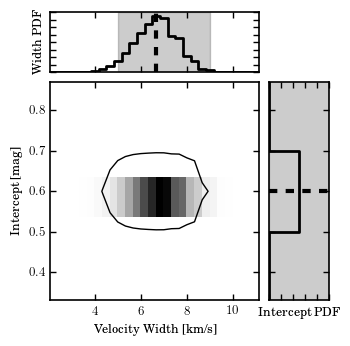 Width PDF
0.8
0.7
0.6
0.5
0.4
Intercept [mag]
4
6
8
10
Velocity Width [km/s]
Intercept PDF